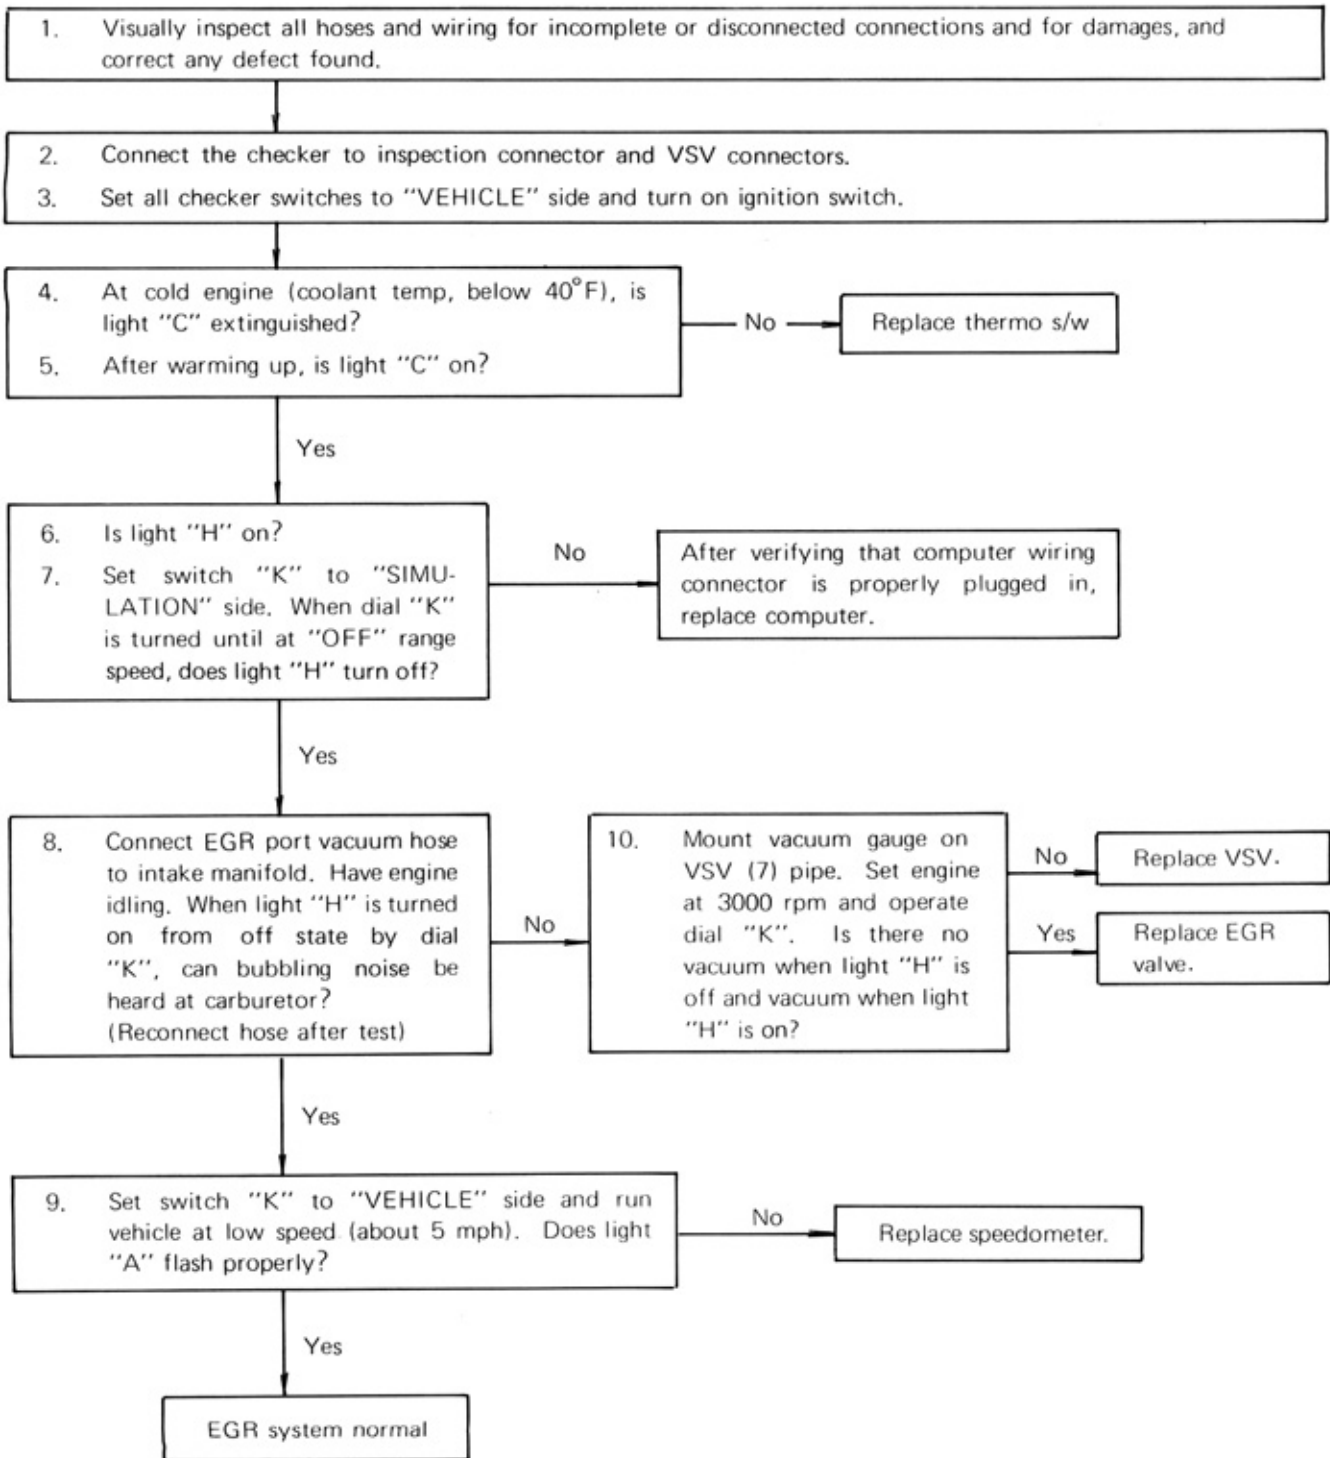 1. Visually inspect all hoses and wiring for incomplete or disconnected connections and for damages, and
correct any defect found.
2. Connect the checker to inspection connector and VSV connectors.
3. Set all checker switches to "VEHICLE" side and turn on ignition switch.
4. At cold engine (coolant temp, below 40°F), is
light "C" extinguished?
5. After warming up, is light "C" on?
No
Replace thermo s/w
Yes
6. Is light "H" on?
7. Set switch "K" to "SIMU-
LATION" side. When dial "K"
is turned until at "OFF" range
speed, does light "H" turn off?
No
After verifying that computer wiring
connector is properly plugged in,
replace computer.
Yes
8. Connect EGR port vacuum hose
to intake manifold. Have engine
idling. When light "H" is turned
on from off state by dial
"K", can bubbling noise be
heard at carburetor?
(Reconnect hose after test)
No
10. Mount vacuum gauge on
VSV (7) pipe. Set engine
at 3000 rpm and operate
dial "K". Is there no
vacuum when light "H" is
off and vacuum when light
"H" is on?
No
Replace VSV.
Yes
Replace EGR
valve.
Yes
9. Set switch "K" to "VEHICLE" side and run
vehicle at low speed (about 5 mph). Does light
"A" flash properly?
No
Replace speedometer.
Yes
EGR system normal